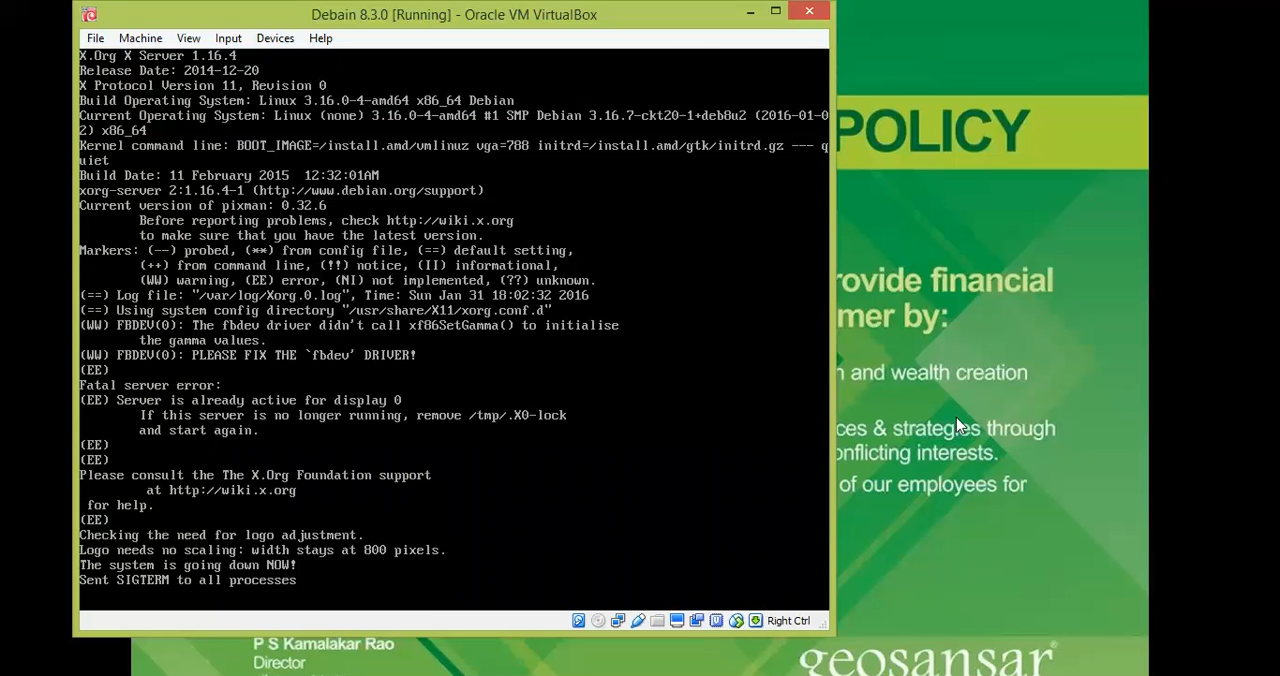 Debain 8.3.0 [Running] - Oracle VM VirtualBox
File Machine View Input Devices Help
X.Org X Server 1.16.4
Release Date: 2014-12-20
X Protocol Version 11, Revision 0
Build Operating System: Linux 3.16.0-4-amd64 x86_64 Debian
Current Operating System: Linux (none) 3.16.0-4-amd64 #1 SMP Debian 3.16.7-ckt20-1+deb8u2 (2016-01-0
2) x86_64
Kernel command line: BOOT_IMAGE=/install.amd/vmlinuz vga=788 initrd=/install.amd/gtk/initrd.gz --- q
uiet
Build Date: 11 February 2015  12:32:01AM
xorg-server 2:1.16.4-1 (http://www.debian.org/support)
Current version of pixman: 0.32.6
Before reporting problems, check http://wiki.x.org
to make sure that you have the latest version.
Markers: (--) probed, (**) from config file, (==) default setting,
(++) from command line, (!!) notice, (II) informational,
(WW) warning, (EE) error, (NI) not implemented, (??) unknown.
(==) Log file: "/var/log/Xorg.0.log", Time: Sun Jan 31 18:02:32 2016
(==) Using system config directory "/usr/share/X11/xorg.conf.d"
(WW) FBDEV(0): The fbdev driver didn't call xf86SetGamma() to initialise
the gamma values.
(WW) FBDEV(0): PLEASE FIX THE `fbdev' DRIVER!
(EE)
Fatal server error:
(EE) Server is already active for display 0
If this server is no longer running, remove /tmp/.X0-lock
and start again.
(EE)
(EE)
Please consult the The X.Org Foundation support
at http://wiki.x.org
for help.
(EE)
Checking the need for logo adjustment.
Logo needs no scaling: width stays at 800 pixels.
The system is going down NOW!
Sent SIGTERM to all processes
Right Ctrl
POLICY
rovide financial
mer by:
and wealth creation
ces & strategies through
onflicting interests.
of our employees for
P S Kamalakar Rao
Director
geosansar®